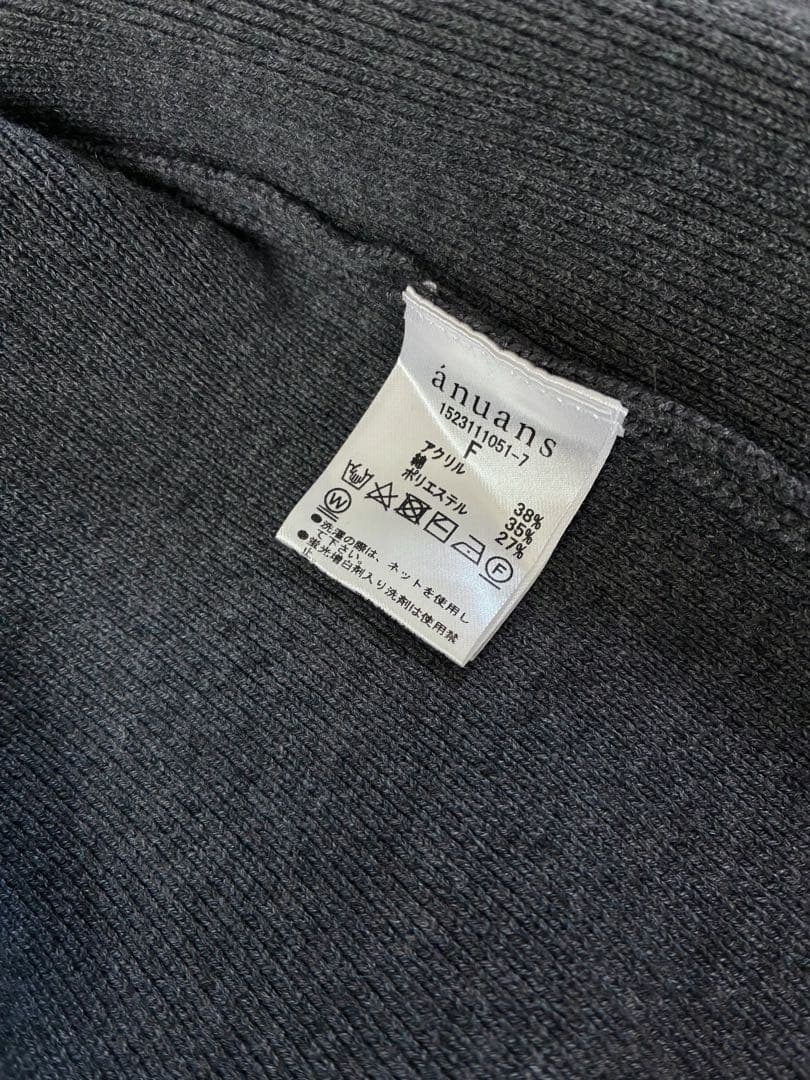 ánuans
1523111051-7
F
アクリル 38%
綿 35%
ポリエステル 27%
W F
●洗濯の際は、ネットを使用し
て下さい。
●蛍光増白剤入り洗剤は使用禁
止